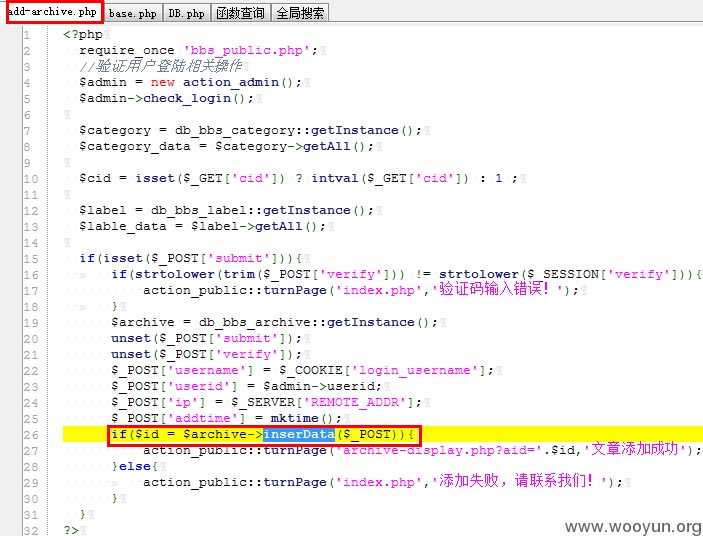 add-archive.php base.php DB.php 函数查询 全局搜索
1 <?php
2 require_once 'bbs_public.php';
3 //验证用户登陆相关操作
4 $admin = new action_admin();
5 $admin->check_login();
6
7 $category = db_bbs_category::getInstance();
8 $category_data = $category->getAll();
9
10 $cid = isset($_GET['cid']) ? intval($_GET['cid']) : 1 ;
11
12 $label = db_bbs_label::getInstance();
13 $lable_data = $label->getAll();
14
15 if(isset($_POST['submit'])){
16 if(strtolower(trim($_POST['verify'])) != strtolower($_SESSION['verify'])){
17 action_public::turnPage('index.php','验证码输入错误！');
18 }
19 $archive = db_bbs_archive::getInstance();
20 unset($_POST['submit']);
21 unset($_POST['verify']);
22 $_POST['username'] = $_COOKIE['login_username'];
23 $_POST['userid'] = $admin->userid;
24 $_POST['ip'] = $_SERVER['REMOTE_ADDR'];
25 $_POST['addtime'] = mktime();
26 if($id = $archive->inserData($_POST)){
27 action_public::turnPage('archive-display.php?aid='.$id,'文章添加成功');
28 }else{
29 action_public::turnPage('index.php','添加失败，请联系我们！');
30 }
31 }
32 ?>
www.wooyun.org